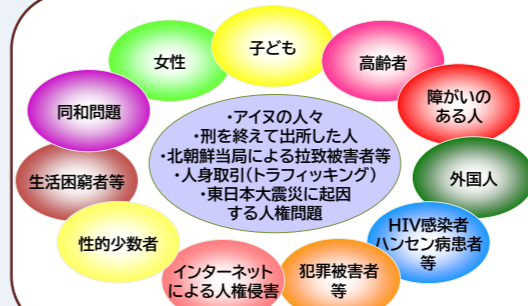 子ども
女性
高齢者
同和問題
障がいの
ある人
・アイヌの人々
・刑を終えて出所した人
・北朝鮮当局による拉致被害者等
・人身取引(トラフィッキング)
・東日本大震災に起因
する人権問題
生活困窮者等
外国人
性的少数者
HIV感染者
ハンセン病患者
等
インターネット
による人権侵害
犯罪被害者
等